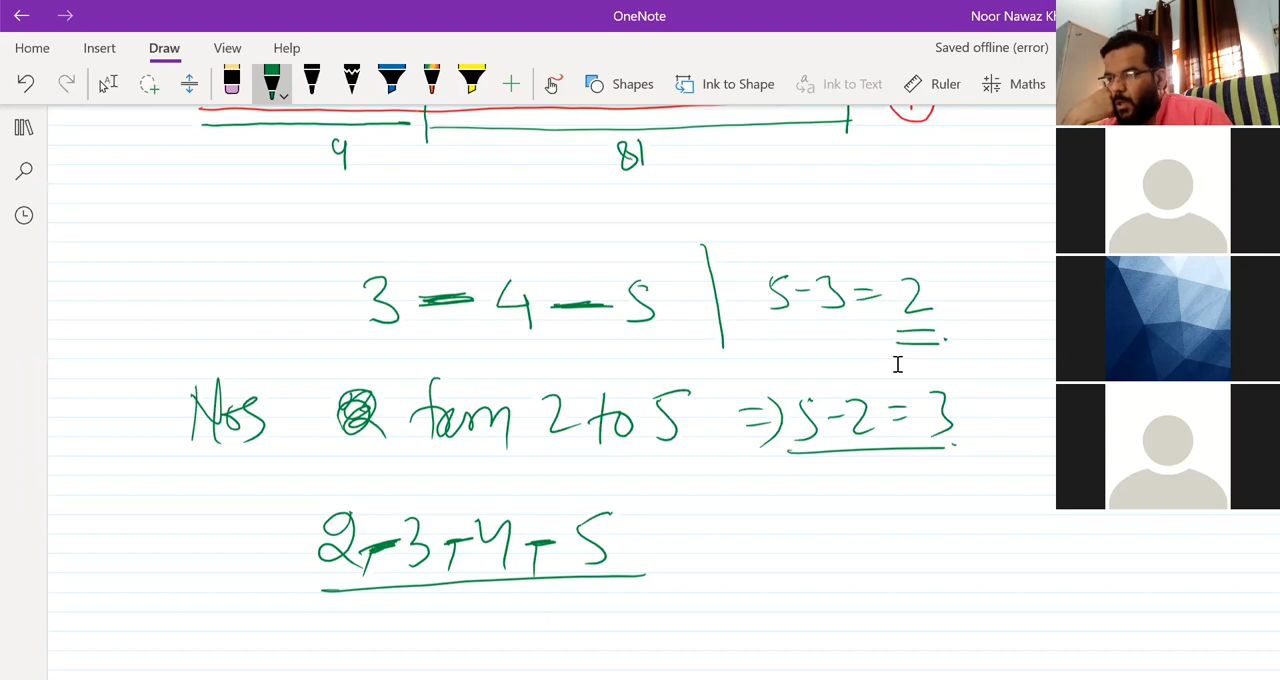 OneNote
Noor Nawaz Kh
Home Insert Draw View Help
Saved offline (error)
Shapes Ink to Shape Ink to Text Ruler Maths
9 81
3 - 4 - 5 | 5-3=2
Nos from 2 to 5 => 5-2=3
2-3-4-5